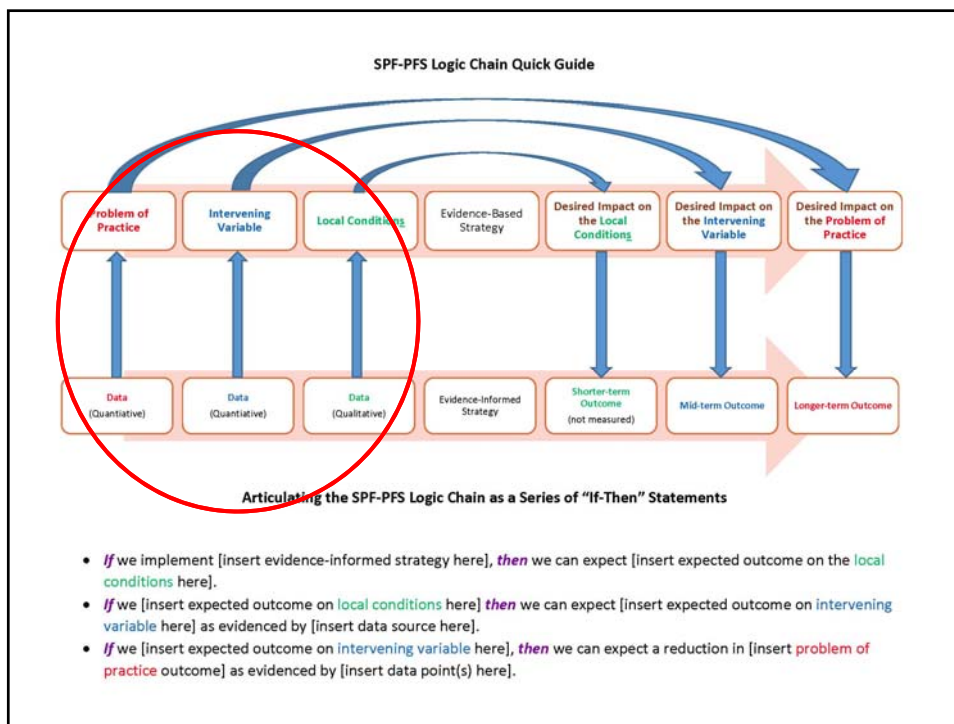 SPF-PFS Logic Chain Quick Guide
Problem of
Practice
Intervening
Variable
Local Conditions
Evidence-Based
Strategy
Desired Impact on
the Local
Conditions
Desired Impact on
the Intervening
Variable
Desired Impact on
the Problem of
Practice
Data
(Quantiative)
Data
(Quantiative)
Data
(Qualitative)
Evidence-Informed
Strategy
Shorter-term
Outcome
(not measured)
Mid-term Outcome
Longer-term Outcome
Articulating the SPF-PFS Logic Chain as a Series of “If-Then” Statements
• If we implement [insert evidence-informed strategy here], then we can expect [insert expected outcome on the local
conditions here].
• If we [insert expected outcome on local conditions here] then we can expect [insert expected outcome on intervening
variable here] as evidenced by [insert data source here].
• If we [insert expected outcome on intervening variable here], then we can expect a reduction in [insert problem of
practice outcome] as evidenced by [insert data point(s) here].